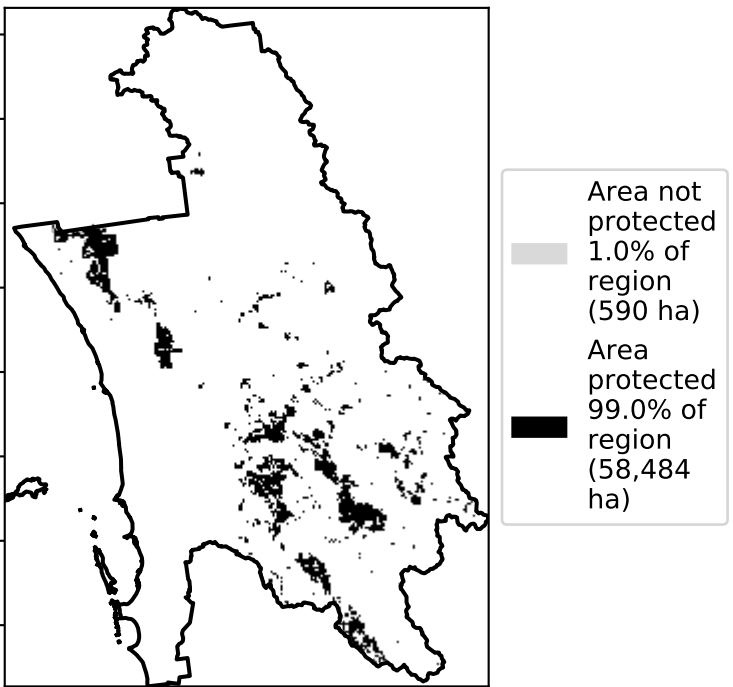 Area not
protected
1.0% of
region
(590 ha)
Area
protected
99.0% of
region
(58,484
ha)